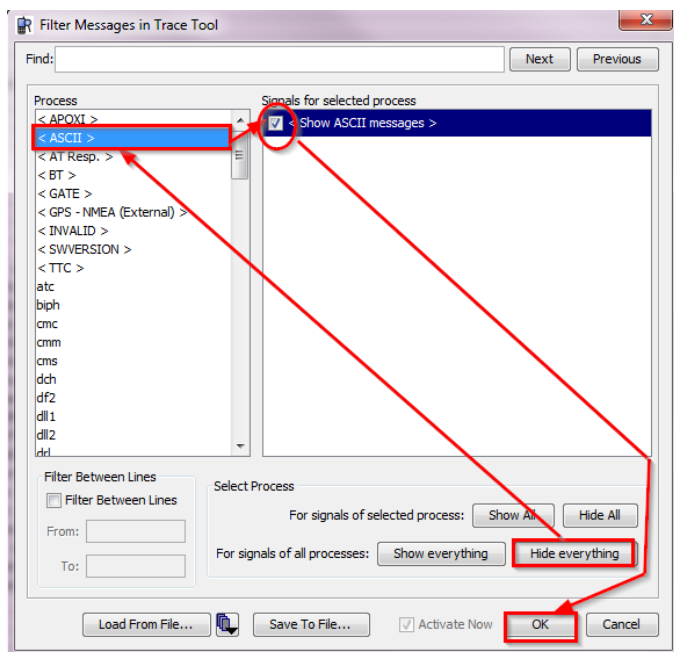 Filter Messages in Trace Tool
Find:
Next
Previous
Process
Signals for selected process
< APOXI >
< ASCII >
< AT Resp. >
< BT >
< GATE >
< GPS - NMEA (External) >
< INVALID >
< SWVERSION >
< TTC >
atc
biph
cmc
cmm
cms
dch
df2
dll1
dll2
drl
< Show ASCII messages >
Filter Between Lines
Filter Between Lines
From:
To:
Select Process
For signals of selected process:
Show All
Hide All
For signals of all processes:
Show everything
Hide everything
Load From File...
Save To File...
Activate Now
OK
Cancel